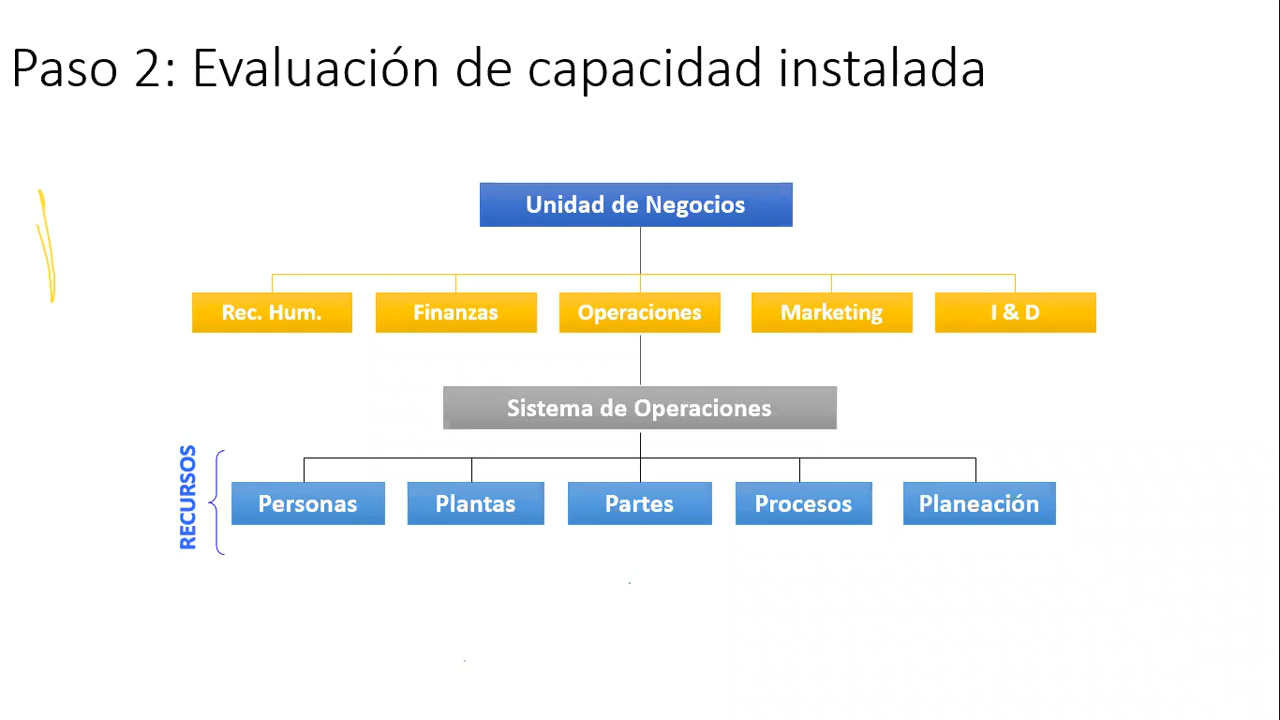 Paso 2: Evaluación de capacidad instalada
Unidad de Negocios
Rec. Hum.
Finanzas
Operaciones
Marketing
I & D
Sistema de Operaciones
RECURSOS
Personas
Plantas
Partes
Procesos
Planeación